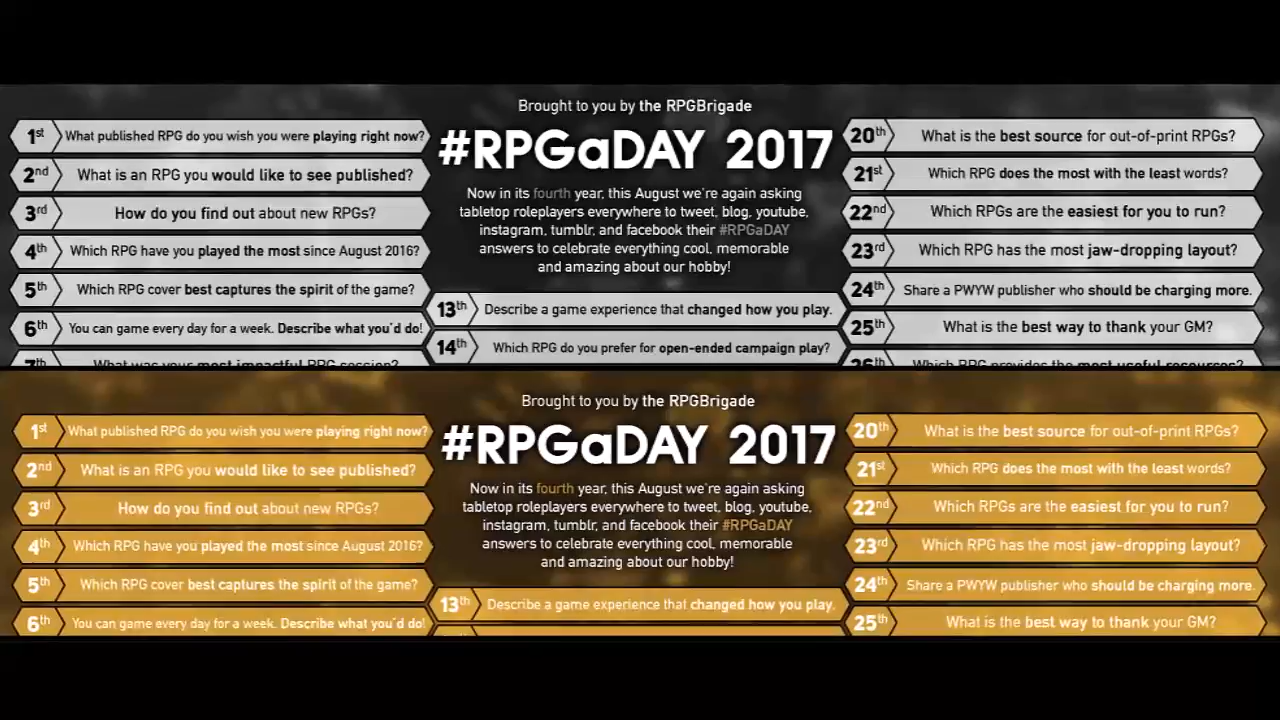 Brought to you by the RPGBrigade
#RPGaDAY 2017
Now in its fourth year, this August we're again asking
tabletop roleplayers everywhere to tweet, blog, youtube,
instagram, tumblr, and facebook their #RPGaDAY
answers to celebrate everything cool, memorable
and amazing about our hobby!
1st What published RPG do you wish you were playing right now?
2nd What is an RPG you would like to see published?
3rd How do you find out about new RPGs?
4th Which RPG have you played the most since August 2016?
5th Which RPG cover best captures the spirit of the game?
6th You can game every day for a week. Describe what you'd do!
7th What was your most impactful RPG session?
13th Describe a game experience that changed how you play.
14th Which RPG do you prefer for open-ended campaign play?
20th What is the best source for out-of-print RPGs?
21st Which RPG does the most with the least words?
22nd Which RPGs are the easiest for you to run?
23rd Which RPG has the most jaw-dropping layout?
24th Share a PWYW publisher who should be charging more.
25th What is the best way to thank your GM?
26th Which RPG provides the most useful resources?
Brought to you by the RPGBrigade
#RPGaDAY 2017
Now in its fourth year, this August we're again asking
tabletop roleplayers everywhere to tweet, blog, youtube,
instagram, tumblr, and facebook their #RPGaDAY
answers to celebrate everything cool, memorable
and amazing about our hobby!
1st What published RPG do you wish you were playing right now?
2nd What is an RPG you would like to see published?
3rd How do you find out about new RPGs?
4th Which RPG have you played the most since August 2016?
5th Which RPG cover best captures the spirit of the game?
6th You can game every day for a week. Describe what you'd do!
13th Describe a game experience that changed how you play.
20th What is the best source for out-of-print RPGs?
21st Which RPG does the most with the least words?
22nd Which RPGs are the easiest for you to run?
23rd Which RPG has the most jaw-dropping layout?
24th Share a PWYW publisher who should be charging more.
25th What is the best way to thank your GM?